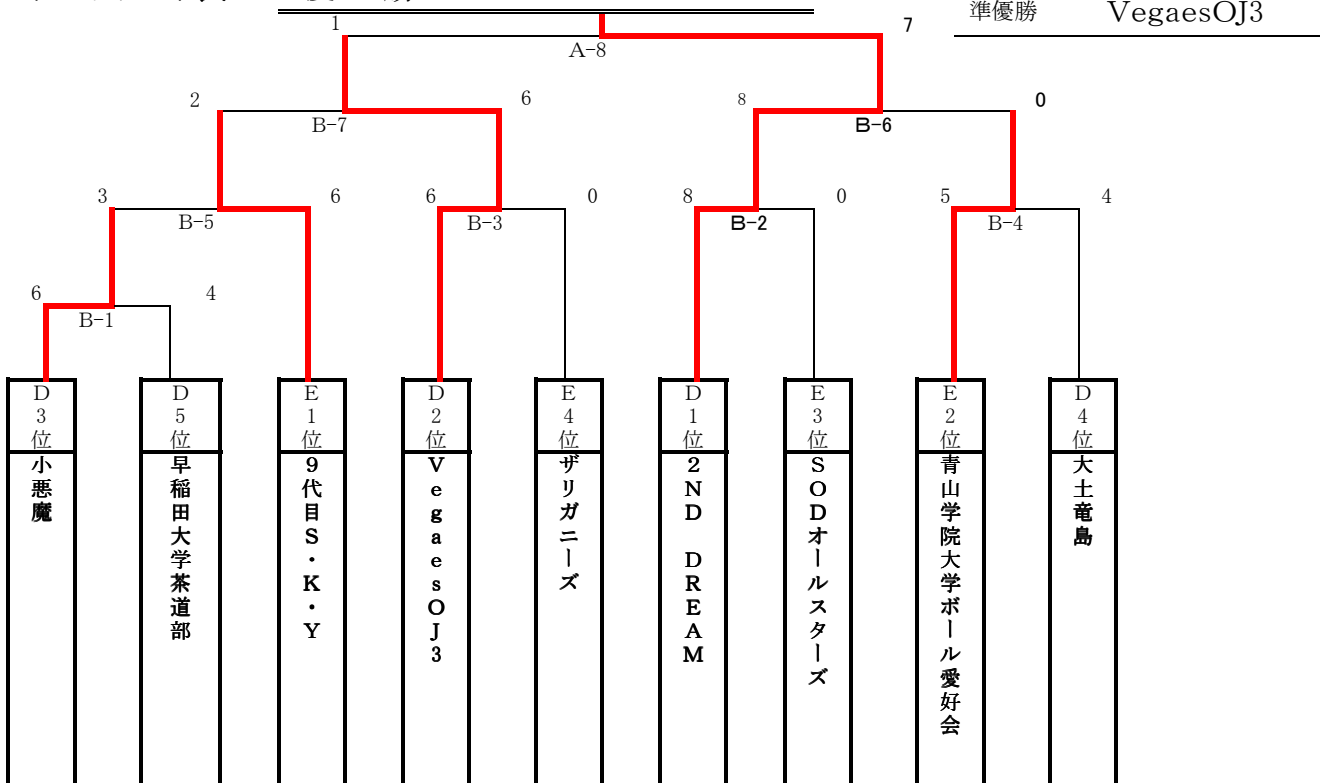 準優勝 VegaesOJ3
1 7
A-8
2 6 8 0
B-7 B-6
3 6 6 0 8 0 5 4
B-5 B-3 B-2 B-4
6 4
B-1
D3位 D5位 E1位 D2位 E4位 D1位 E3位 E2位 D4位
小悪魔
早稲田大学茶道部
9代目S・K・Y
VegaesOJ3
ザリガニーズ
2ND DREAM
SODオールスターズ
青山学院大学ボール愛好会
大土竜島